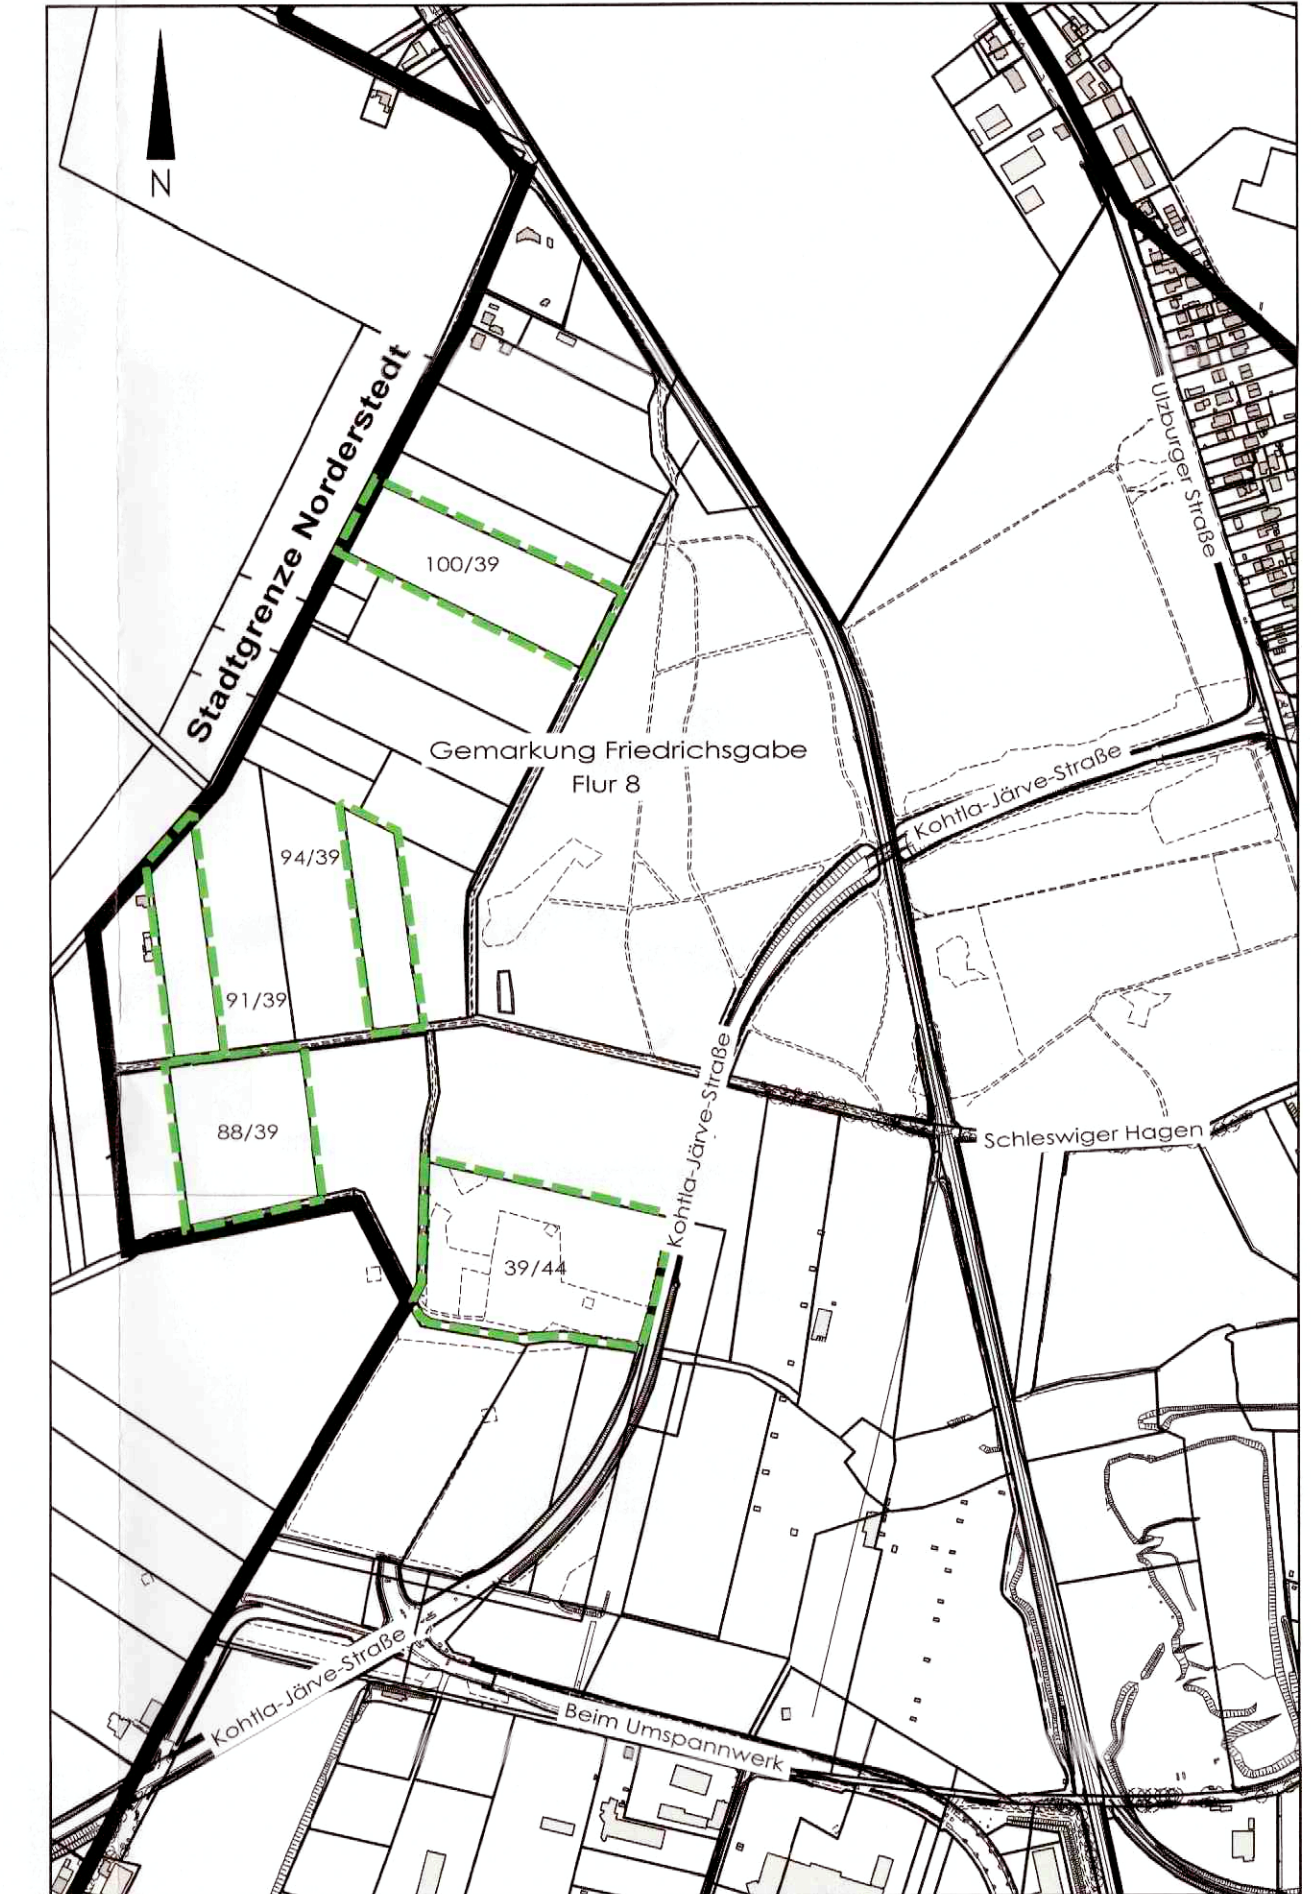 N
Stadtgrenze Norderstedt
Ulzburger Straße
100/39
Gemarkung Friedrichsgabe
Flur 8
Kohtla-Järve-Straße
94/39
91/39
Kohtla-Järve-Straße
88/39
Schleswiger Hagen
39/44
Kohtla-Järve-Straße
Beim Umspannwerk